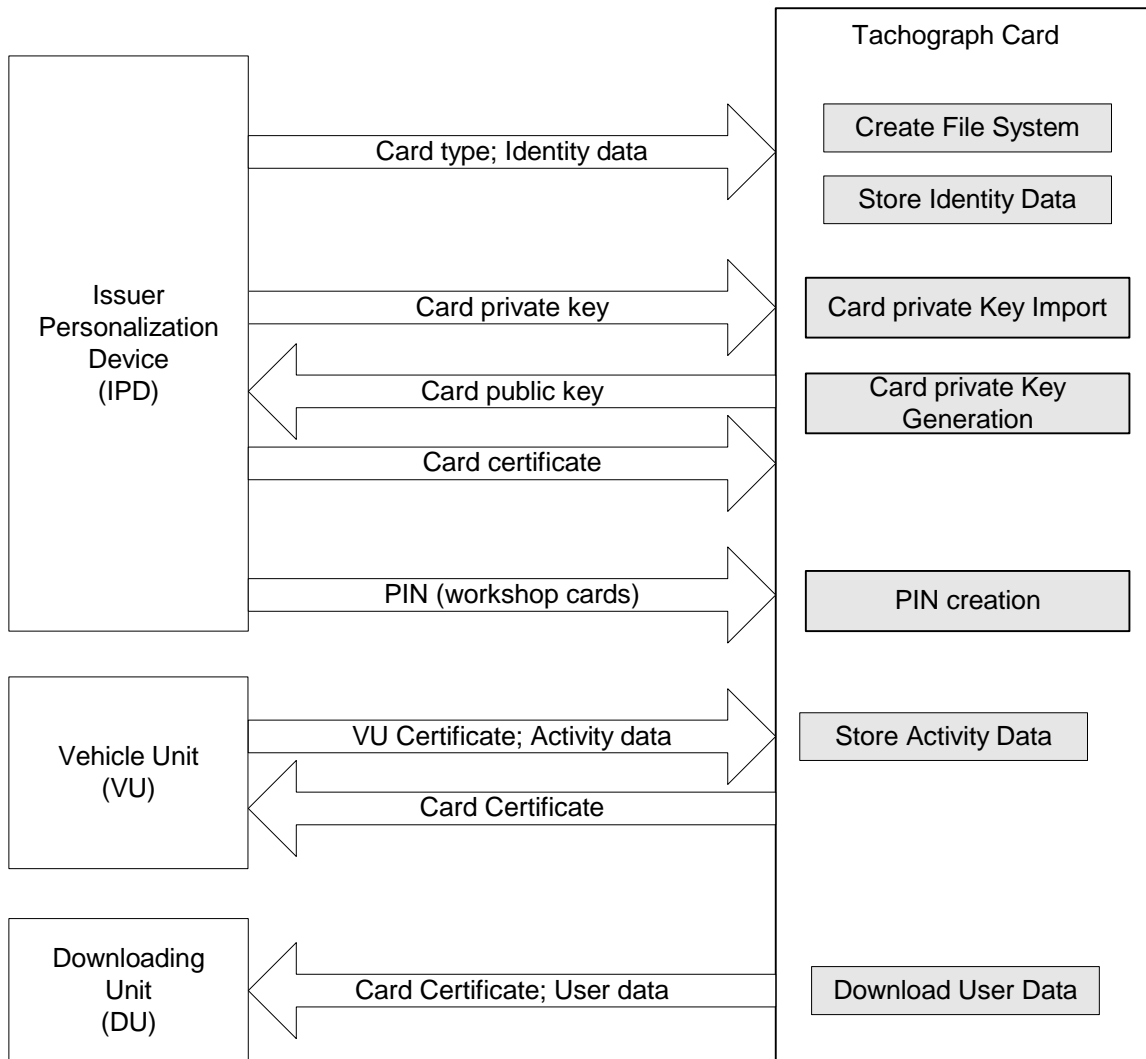 Tachograph Card
Create File System
Card type; Identity data
Store Identity Data
Issuer
Personalization
Device
(IPD)
Card private key
Card private Key Import
Card public key
Card private Key
Generation
Card certificate
PIN (workshop cards)
PIN creation
Vehicle Unit
(VU)
VU Certificate; Activity data
Store Activity Data
Card Certificate
Downloading
Unit
(DU)
Card Certificate; User data
Download User Data